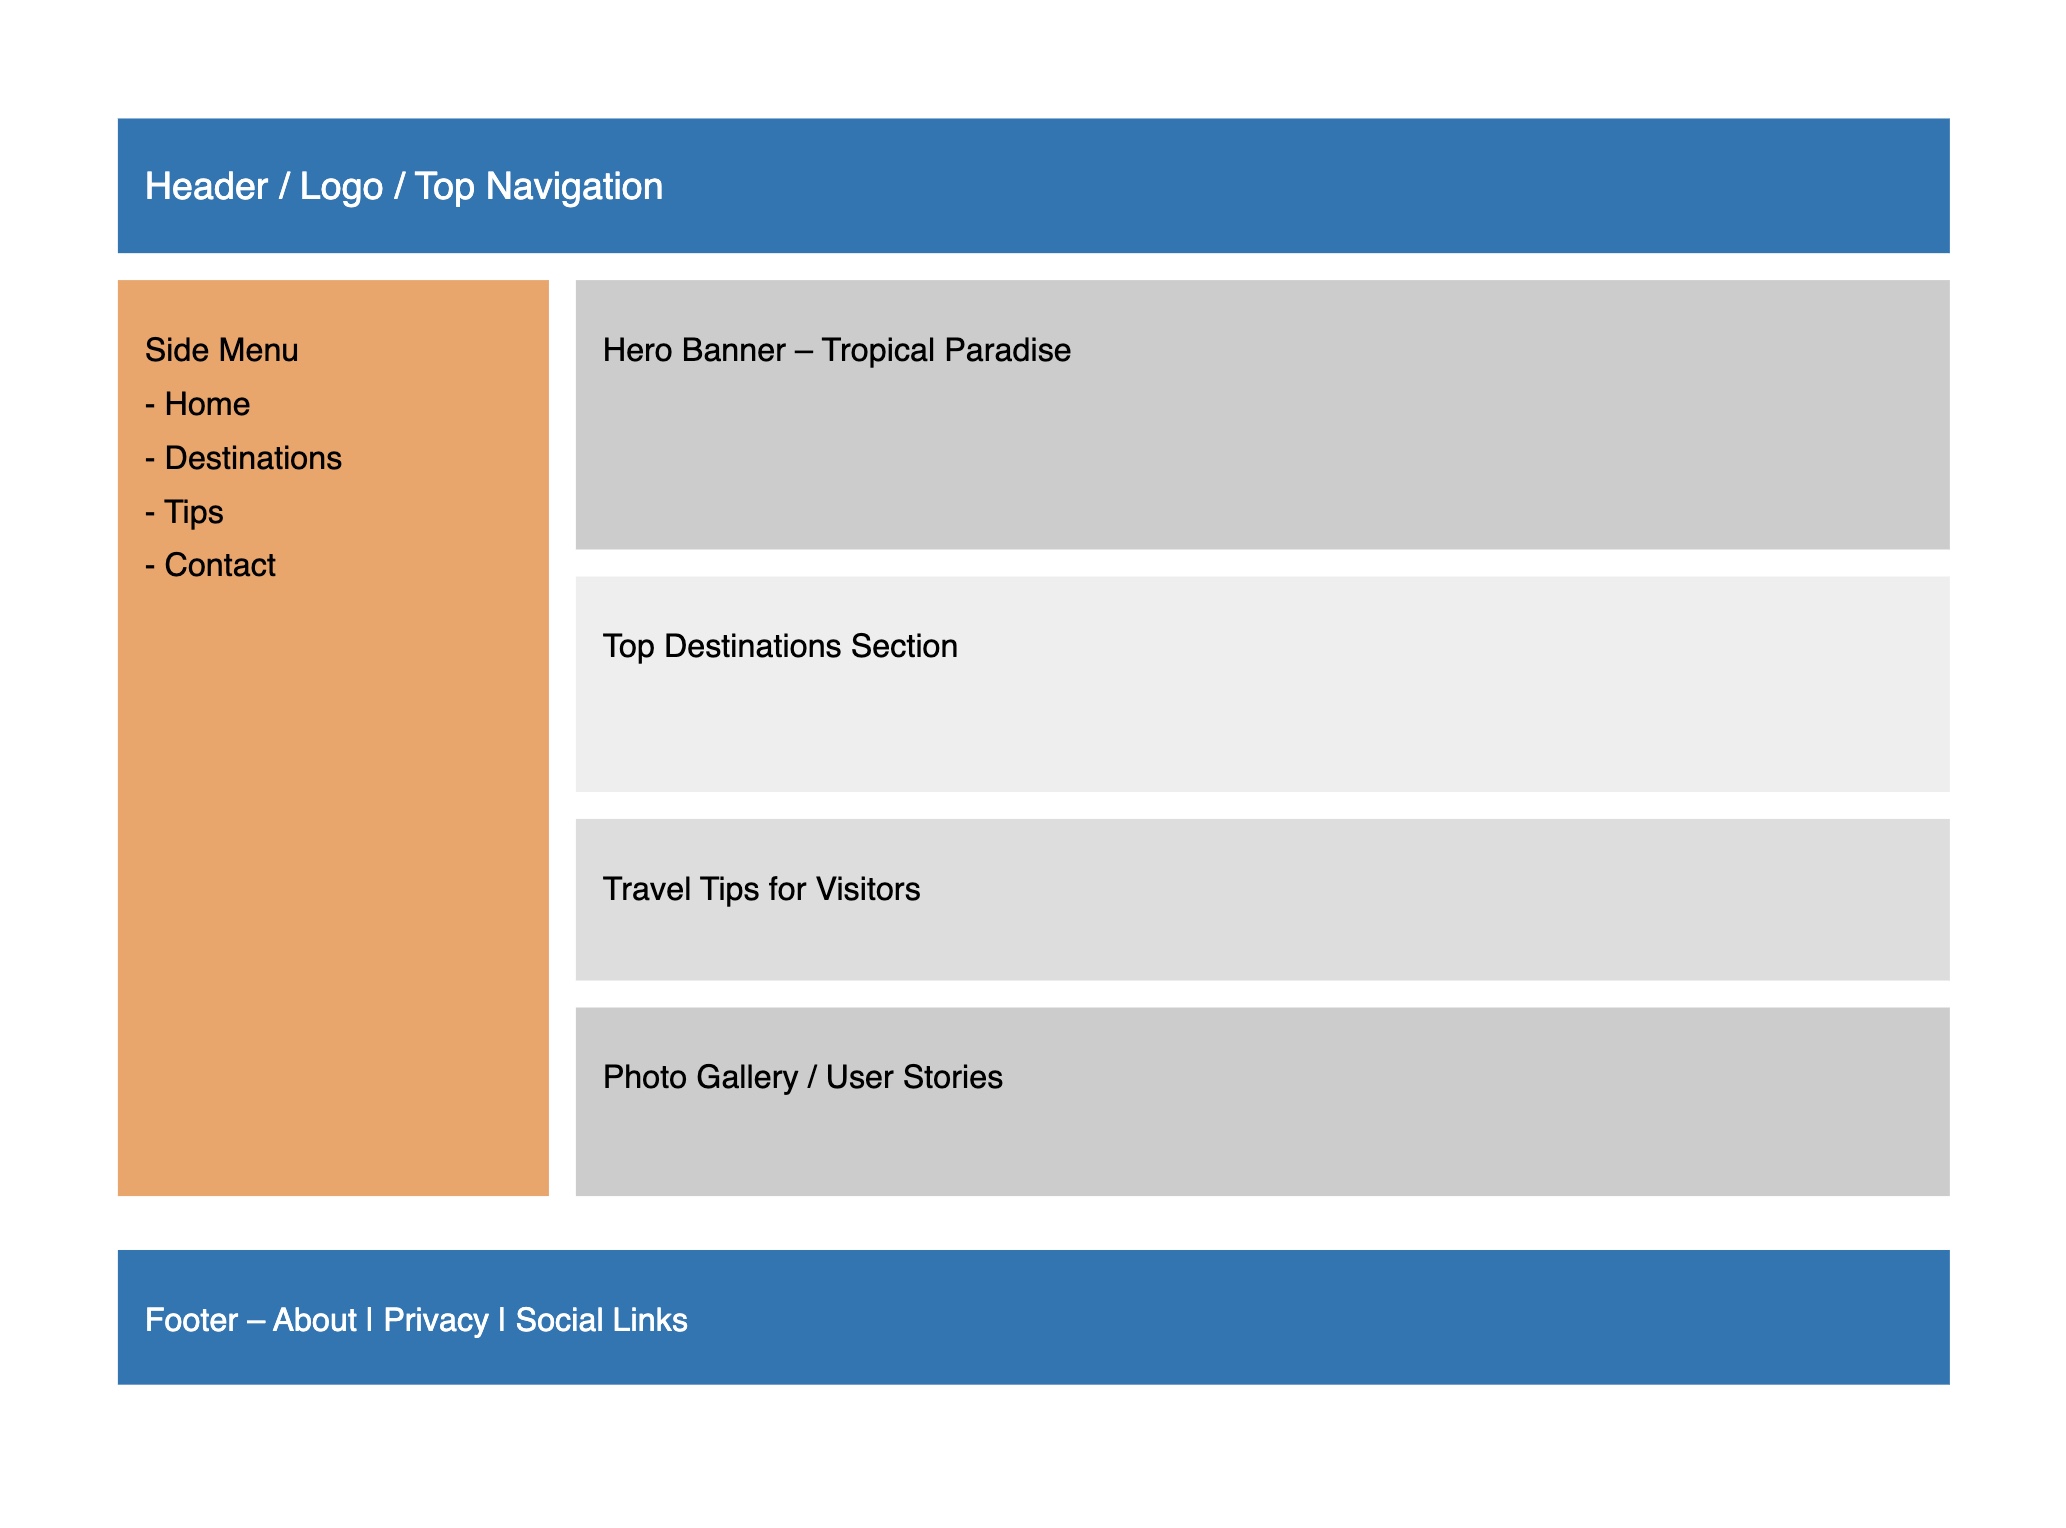 Header / Logo / Top Navigation
Side Menu
- Home
- Destinations
- Tips
- Contact
Hero Banner – Tropical Paradise
Top Destinations Section
Travel Tips for Visitors
Photo Gallery / User Stories
Footer – About | Privacy | Social Links